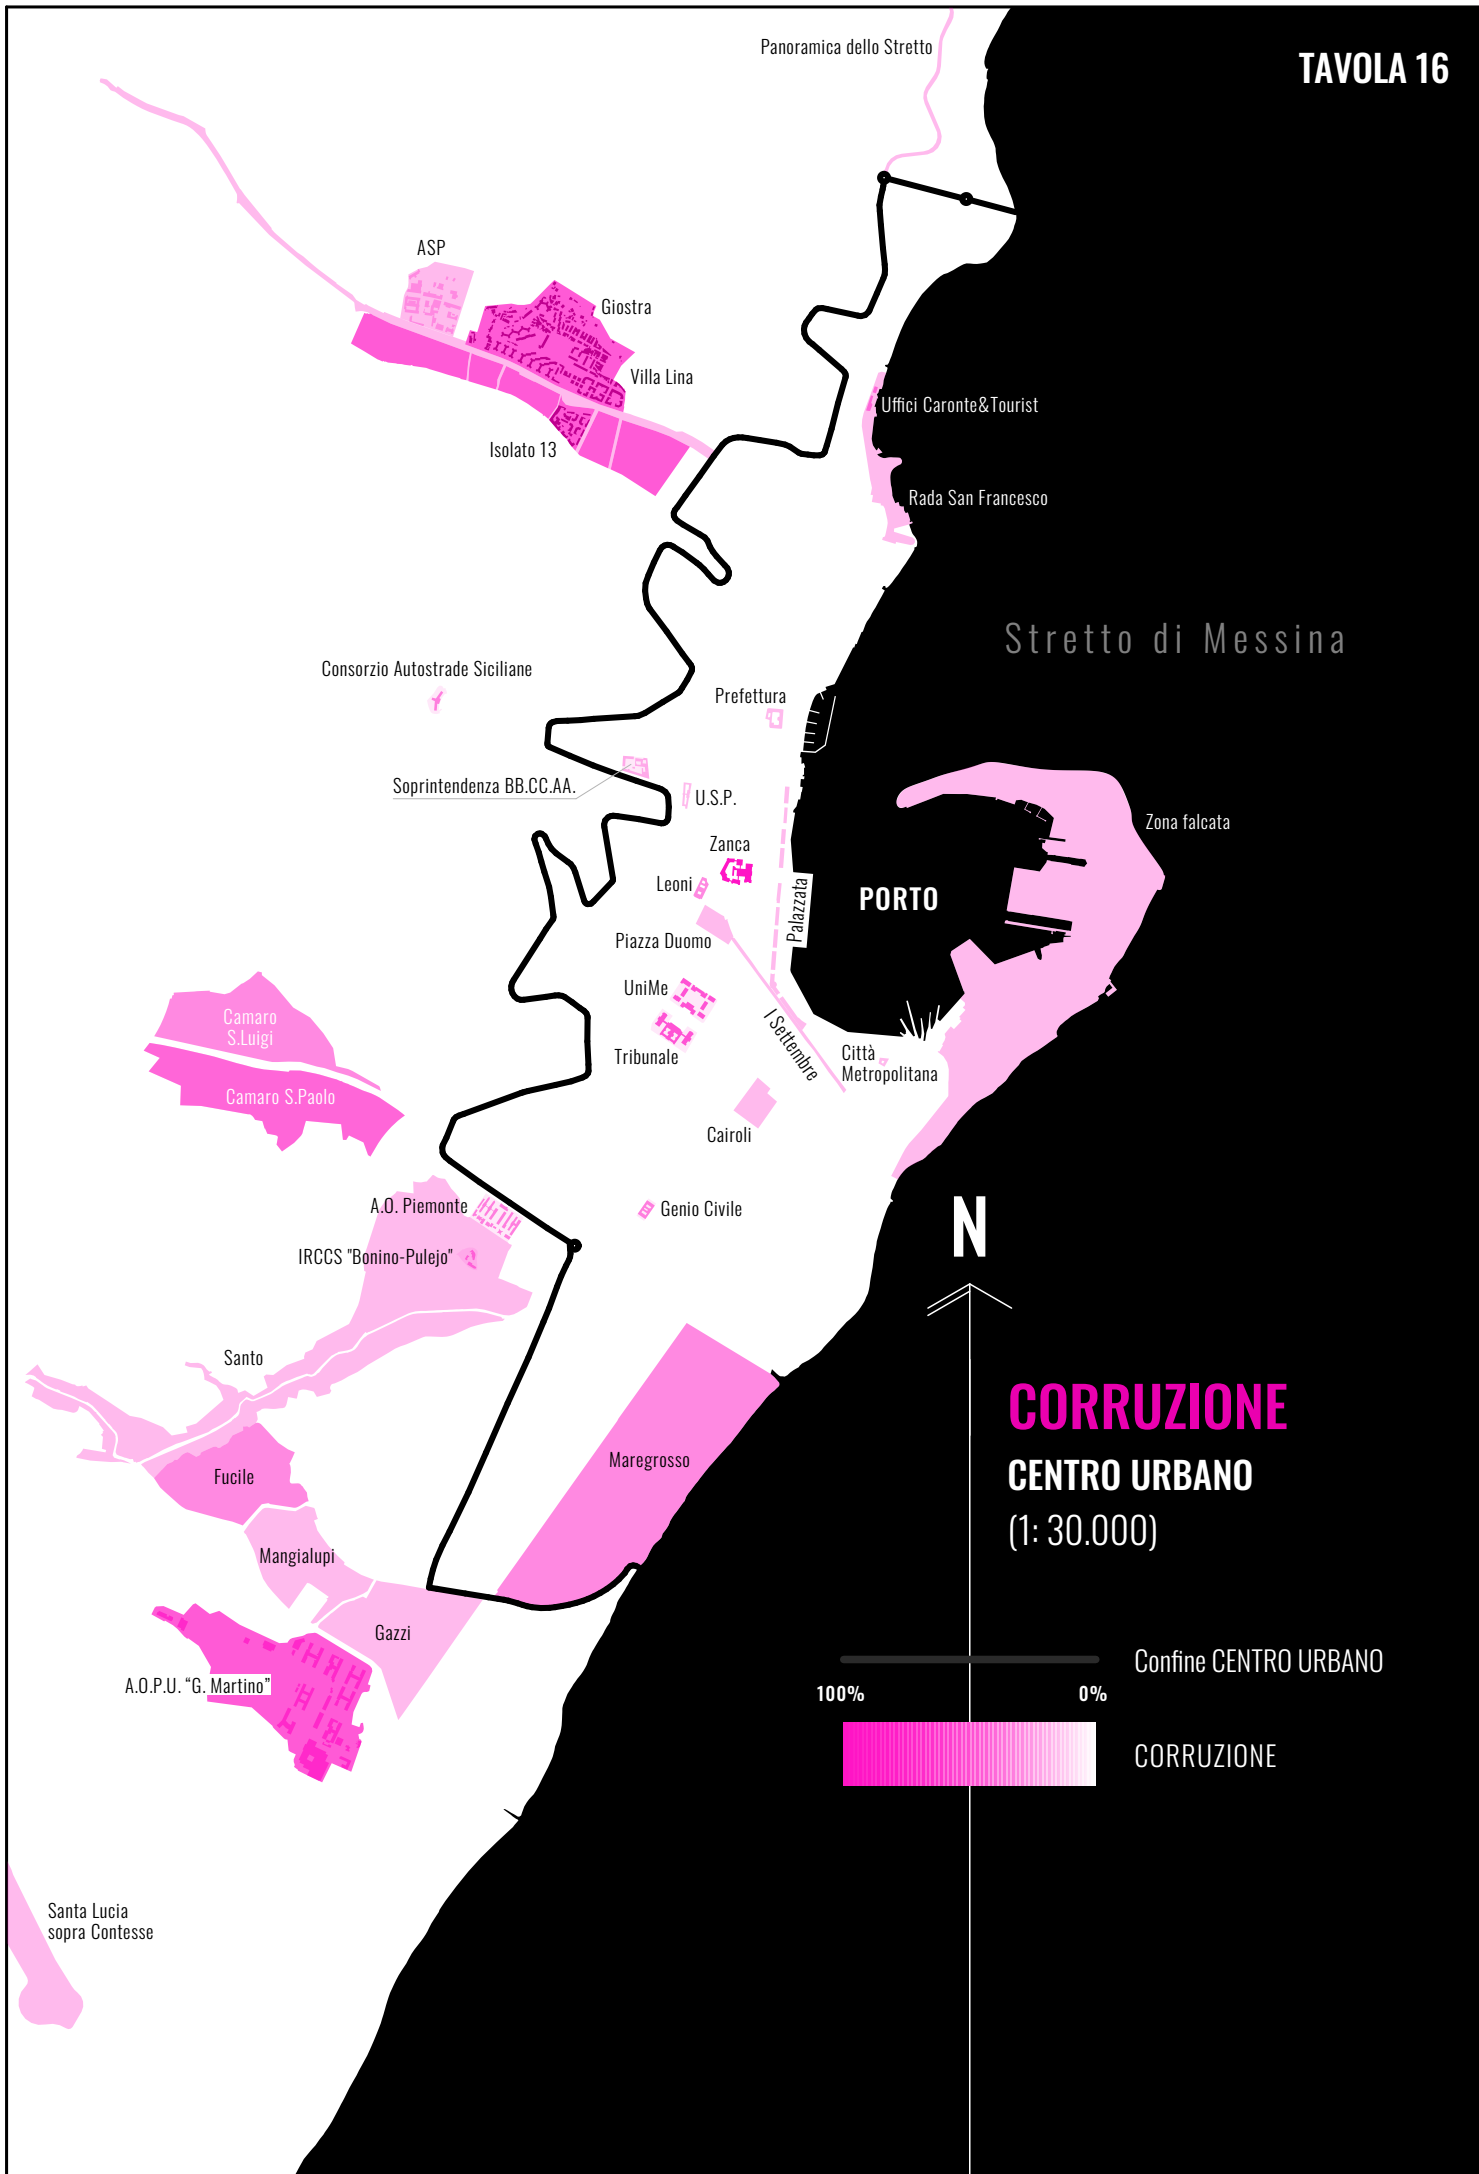 Panoramica dello Stretto
TAVOLA 16
ASP
Giostra
Villa Lina
Uffici Caronte&Tourist
Isolato 13
Rada San Francesco
Stretto di Messina
Consorzio Autostrade Siciliane
Prefettura
Soprintendenza BB.CC.AA.
U.S.P.
Zona falcata
Zanca
Leoni
Palazzata
PORTO
Piazza Duomo
UniMe
I Settembre
Camaro
S.Luigi
Tribunale
Città
Metropolitana
Camaro S.Paolo
Cairoli
A.O. Piemonte
Genio Civile
N
IRCCS "Bonino-Pulejo"
Santo
CORRUZIONE
CENTRO URBANO
(1: 30.000)
Maregrosso
Fucile
Mangialupi
Gazzi
Confine CENTRO URBANO
A.O.P.U. “G. Martino”
100%
0%
CORRUZIONE
Santa Lucia
sopra Contesse